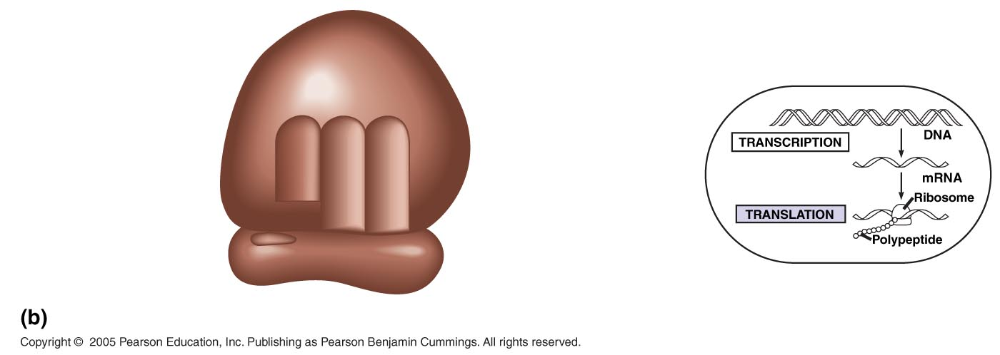 DNA
TRANSCRIPTION
mRNA
Ribosome
TRANSLATION
Polypeptide
(b)
Copyright © 2005 Pearson Education, Inc. Publishing as Pearson Benjamin Cummings. All rights reserved.